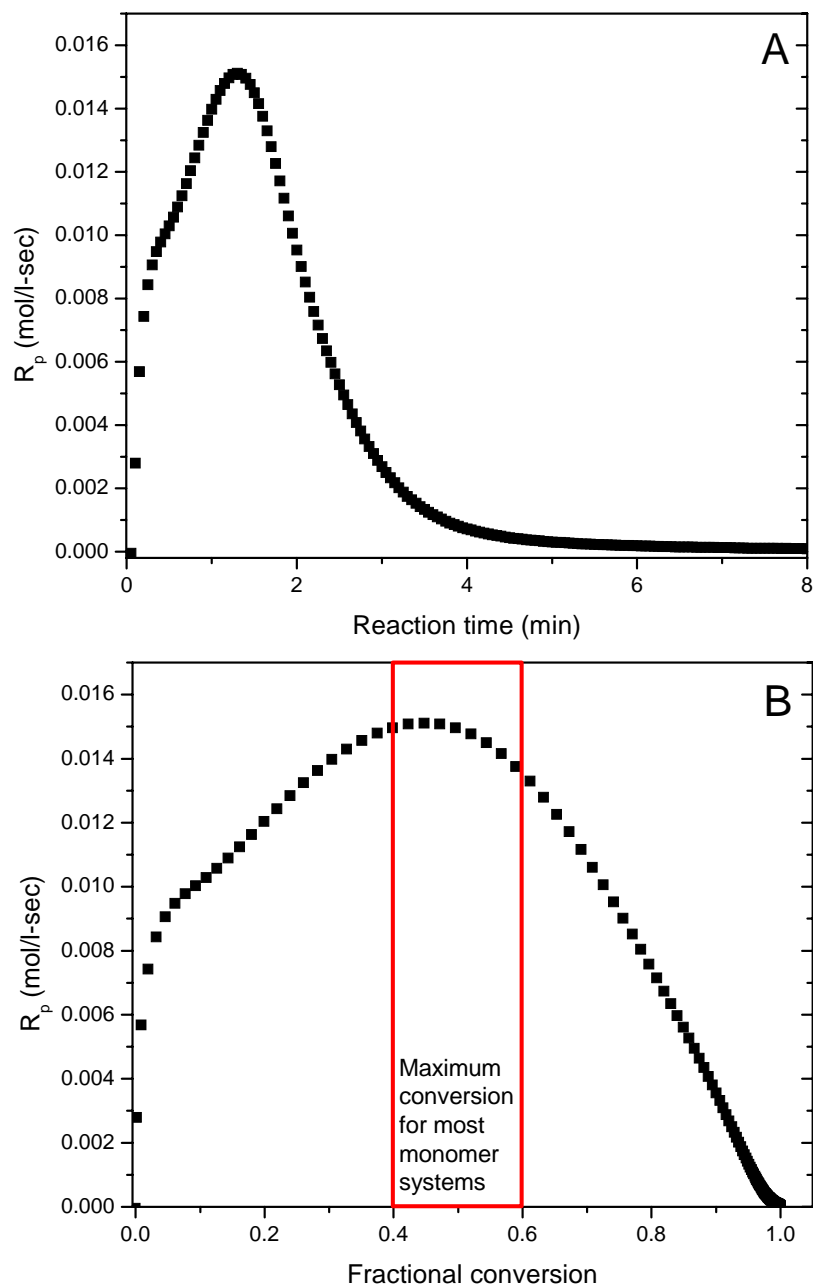 A
0.016
0.014
0.012
0.010
0.008
0.006
0.004
0.002
0.000
R_p (mol/l-sec)
0 2 4 6 8
Reaction time (min)
B
0.016
0.014
0.012
0.010
0.008
0.006
0.004
0.002
0.000
R_p (mol/l-sec)
Maximum
conversion
for most
monomer
systems
0.0 0.2 0.4 0.6 0.8 1.0
Fractional conversion